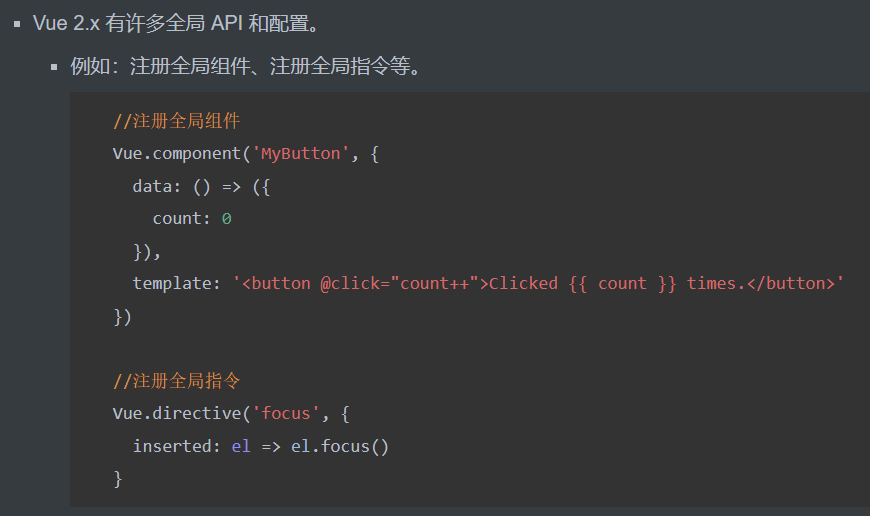 Vue 2.x 有许多全局 API 和配置。
例如：注册全局组件、注册全局指令等。
//注册全局组件
Vue.component('MyButton', {
  data: () => ({
    count: 0
  }),
  template: '<button @click="count++">Clicked {{ count }} times.</button>'
})
//注册全局指令
Vue.directive('focus', {
  inserted: el => el.focus()
}